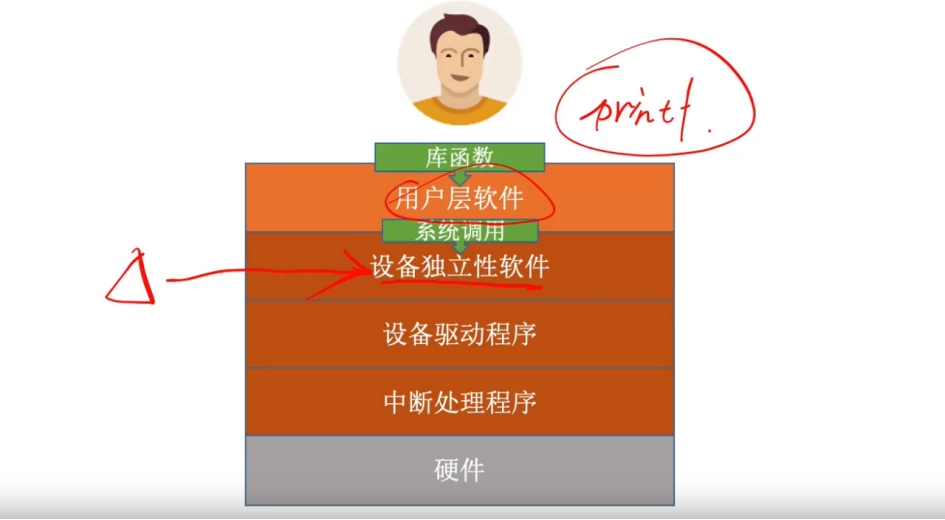 printf.
库函数
用户层软件
系统调用
设备独立性软件
设备驱动程序
中断处理程序
硬件